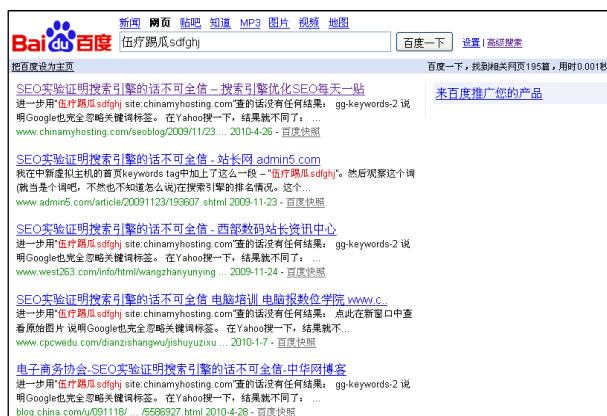 新闻 网页 贴吧 知道 MP3 图片 视频 地图
Bai du 百度 伍疗踢瓜sdfghj 百度一下 设置 | 高级搜索
把百度设为主页 百度一下，找到相关网页195篇，用时0.001秒
SEO实验证明搜索引擎的话不可全信 – 搜索引擎优化SEO每天一贴
进一步用"伍疗踢瓜sdfghj site:chinamyhosting.com"查的话没有任何结果： gg-keywords-2 说
明Google也完全忽略关键词标签。 在Yahoo搜一下，结果就不同了： ...
www.chinamyhosting.com/seoblog/2009/11/23 ... 2010-4-26 - 百度快照
来百度推广您的产品
SEO实验证明搜索引擎的话不可全信 - 站长网 admin5.com
我在中新虚拟主机的首页keywords tag中加上了这么一段 – "伍疗踢瓜sdfghj"。然后观察这个词
(就当是个词吧，不然也不知道怎么说)在搜索引擎的排名情况。这个...
www.admin5.com/article/20091123/193607.shtml 2009-11-23 - 百度快照
SEO实验证明搜索引擎的话不可全信 - 西部数码站长资讯中心
进一步用"伍疗踢瓜sdfghj site:chinamyhosting.com"查的话没有任何结果： gg-keywords-2 说
明Google也完全忽略关键词标签。 在Yahoo搜一下，结果就不同了： ...
www.west263.com/info/html/wangzhanyunying ... 2009-11-24 - 百度快照
SEO实验证明搜索引擎的话不可全信 电脑培训 电脑报数位学院 www.c..
进一步用"伍疗踢瓜sdfghj site:chinamyhosting.com"查的话没有任何结果： 点此在新窗口中查
看原始图片 说明Google也完全忽略关键词标签。 在Yahoo搜一下，结果就不...
www.cpcwedu.com/dianzishangwu/jishuyuzixu ... 2010-1-7 - 百度快照
电子商务协会-SEO实验证明搜索引擎的话不可全信-中华网博客
进一步用"伍疗踢瓜sdfghj site:chinamyhosting.com"查的话没有任何结果： gg-keywords-2 说
明Google也完全忽略关键词标签。 在Yahoo搜一下，结果就不同了： ...
blog.china.com/u/091118/ ... /5586927.html 2010-4-28 - 百度快照